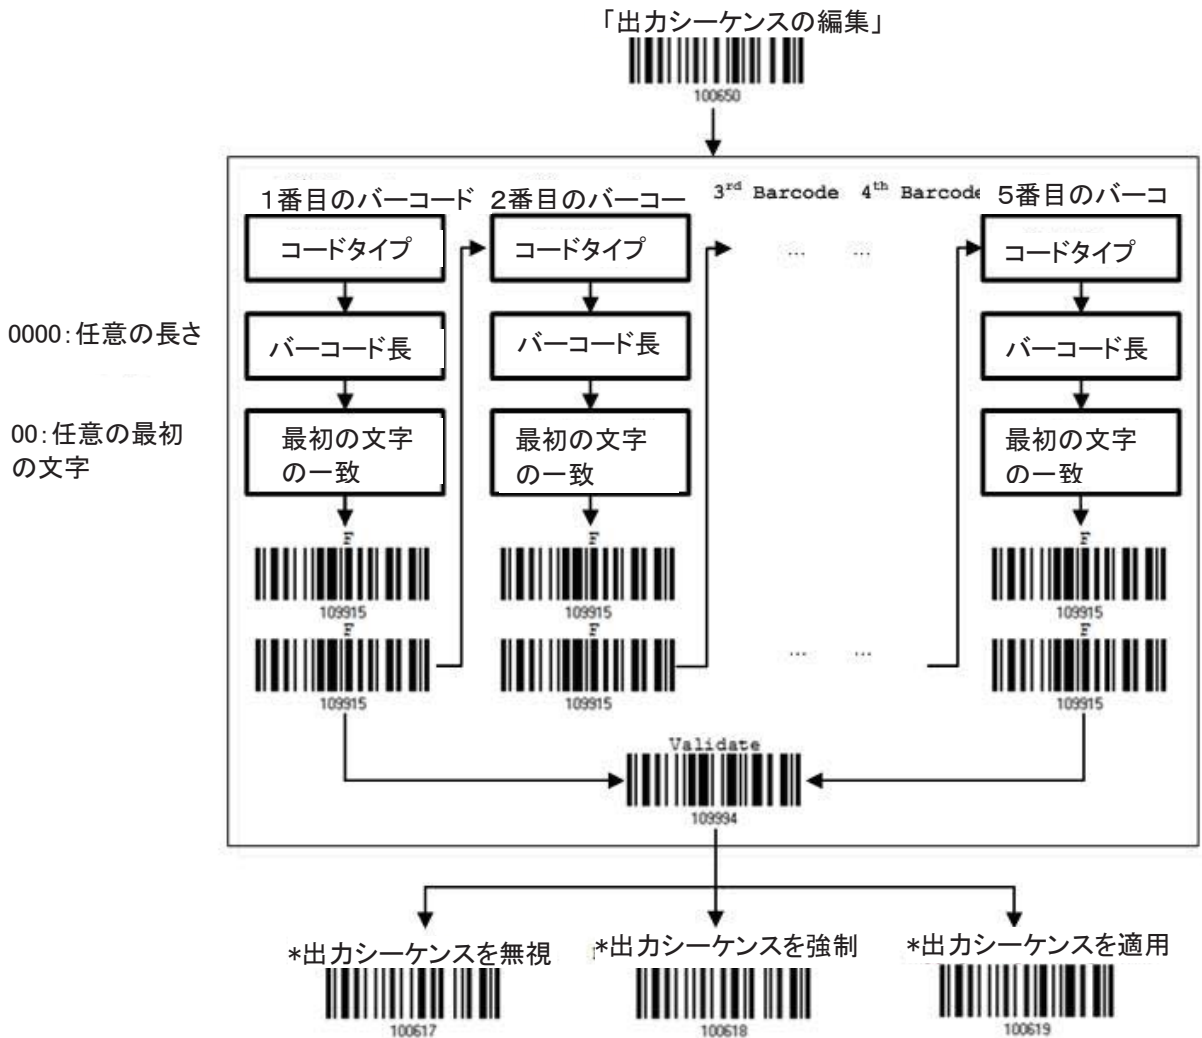 「出力シーケンスの編集」
100650
1番目のバーコード 2番目のバーコー 3rd Barcode 4th Barcode 5番目のバーコ
コードタイプ コードタイプ ... ... コードタイプ
0000:任意の長さ
バーコード長 バーコード長 バーコード長
00:任意の最初
の文字
最初の文字 最初の文字 最初の文字
の一致 の一致 の一致
109915 109915 109915
... ...
109915 109915 109915
Validate
109994
*出力シーケンスを無視 *出力シーケンスを強制 *出力シーケンスを適用
100617 100618 100619